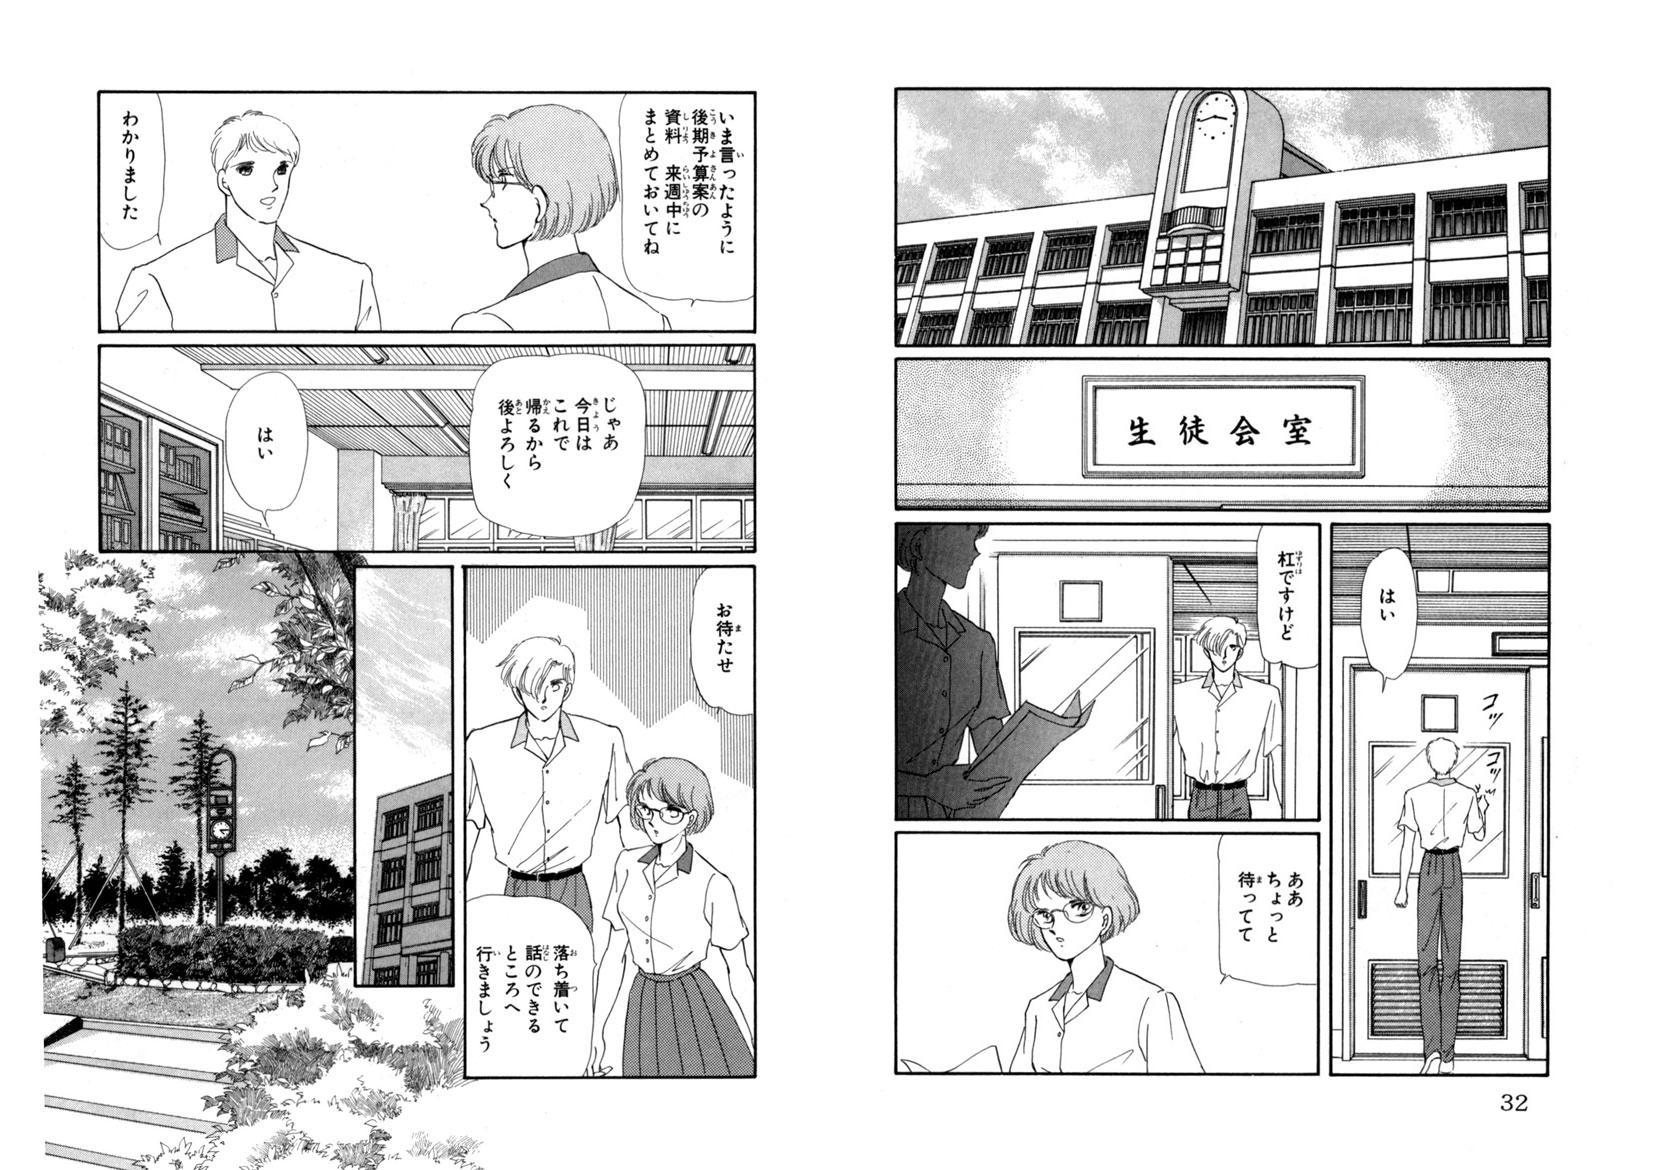 生徒会室
コッ
コッ
はい
杠ですけど
ああ
ちょっと
待ってて
32
いま言ったように
後期予算案の
資料　来週中に
まとめておいてね
わかりました
じゃあ
今日は
これで
帰るから
後よろしく
はい
お待たせ
落ち着いて
話のできる
ところへ
行きましょう